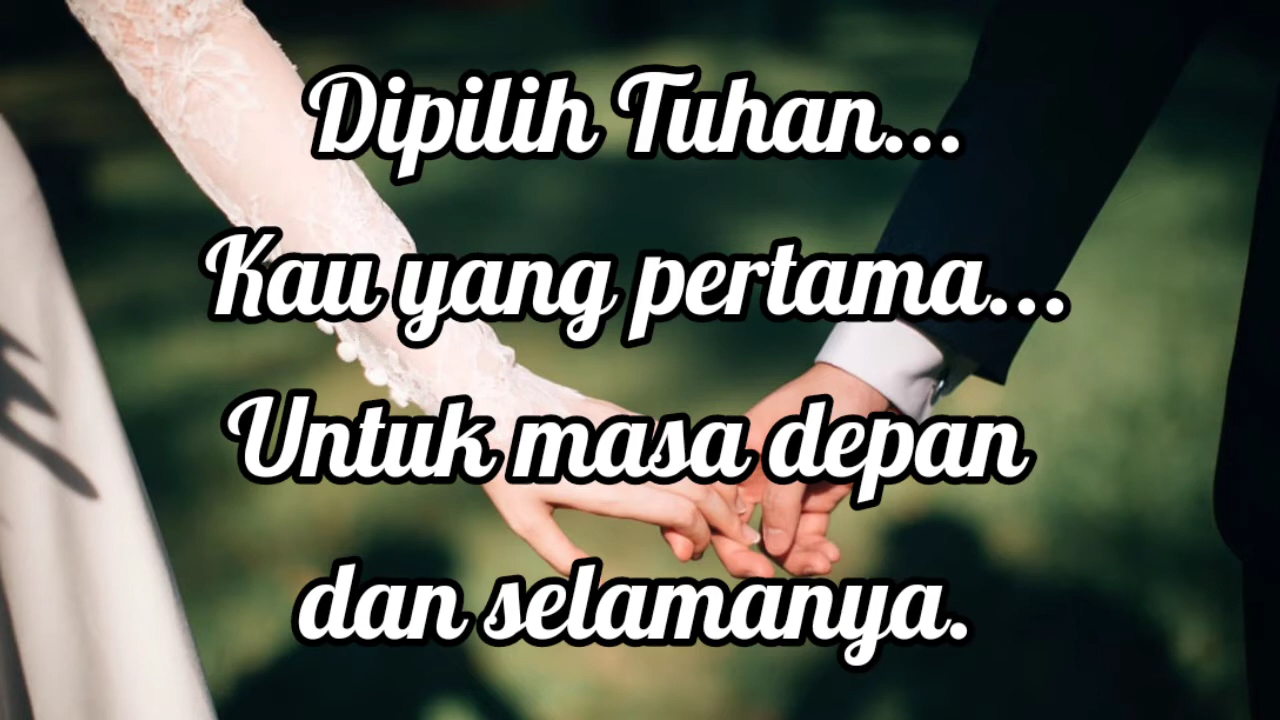 Dipilih Tuhan...
Kau yang pertama...
Untuk masa depan
dan selamanya.